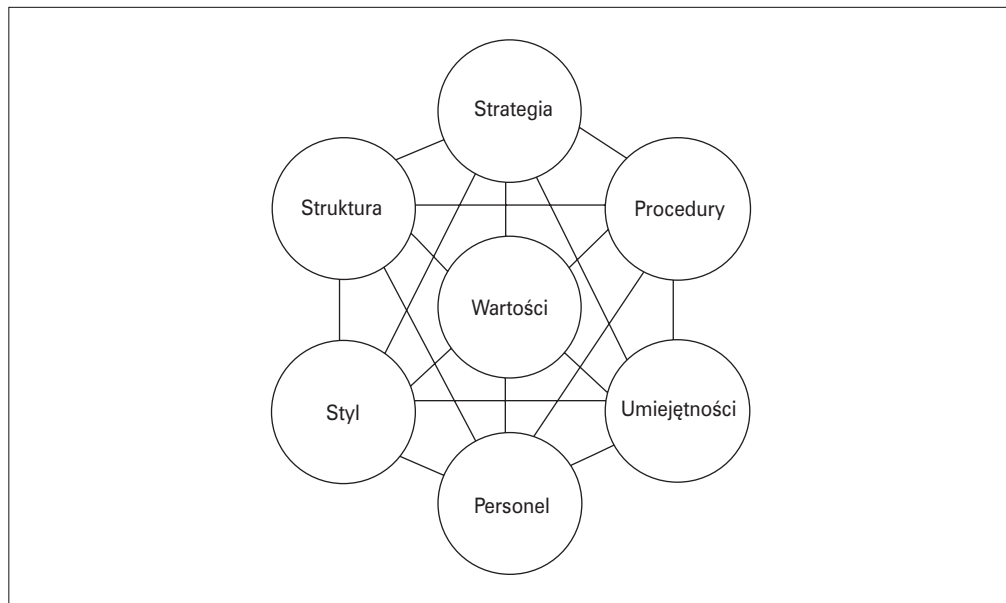 Strategia
Struktura
Procedury
Wartości
Styl
Umiejętności
Personel